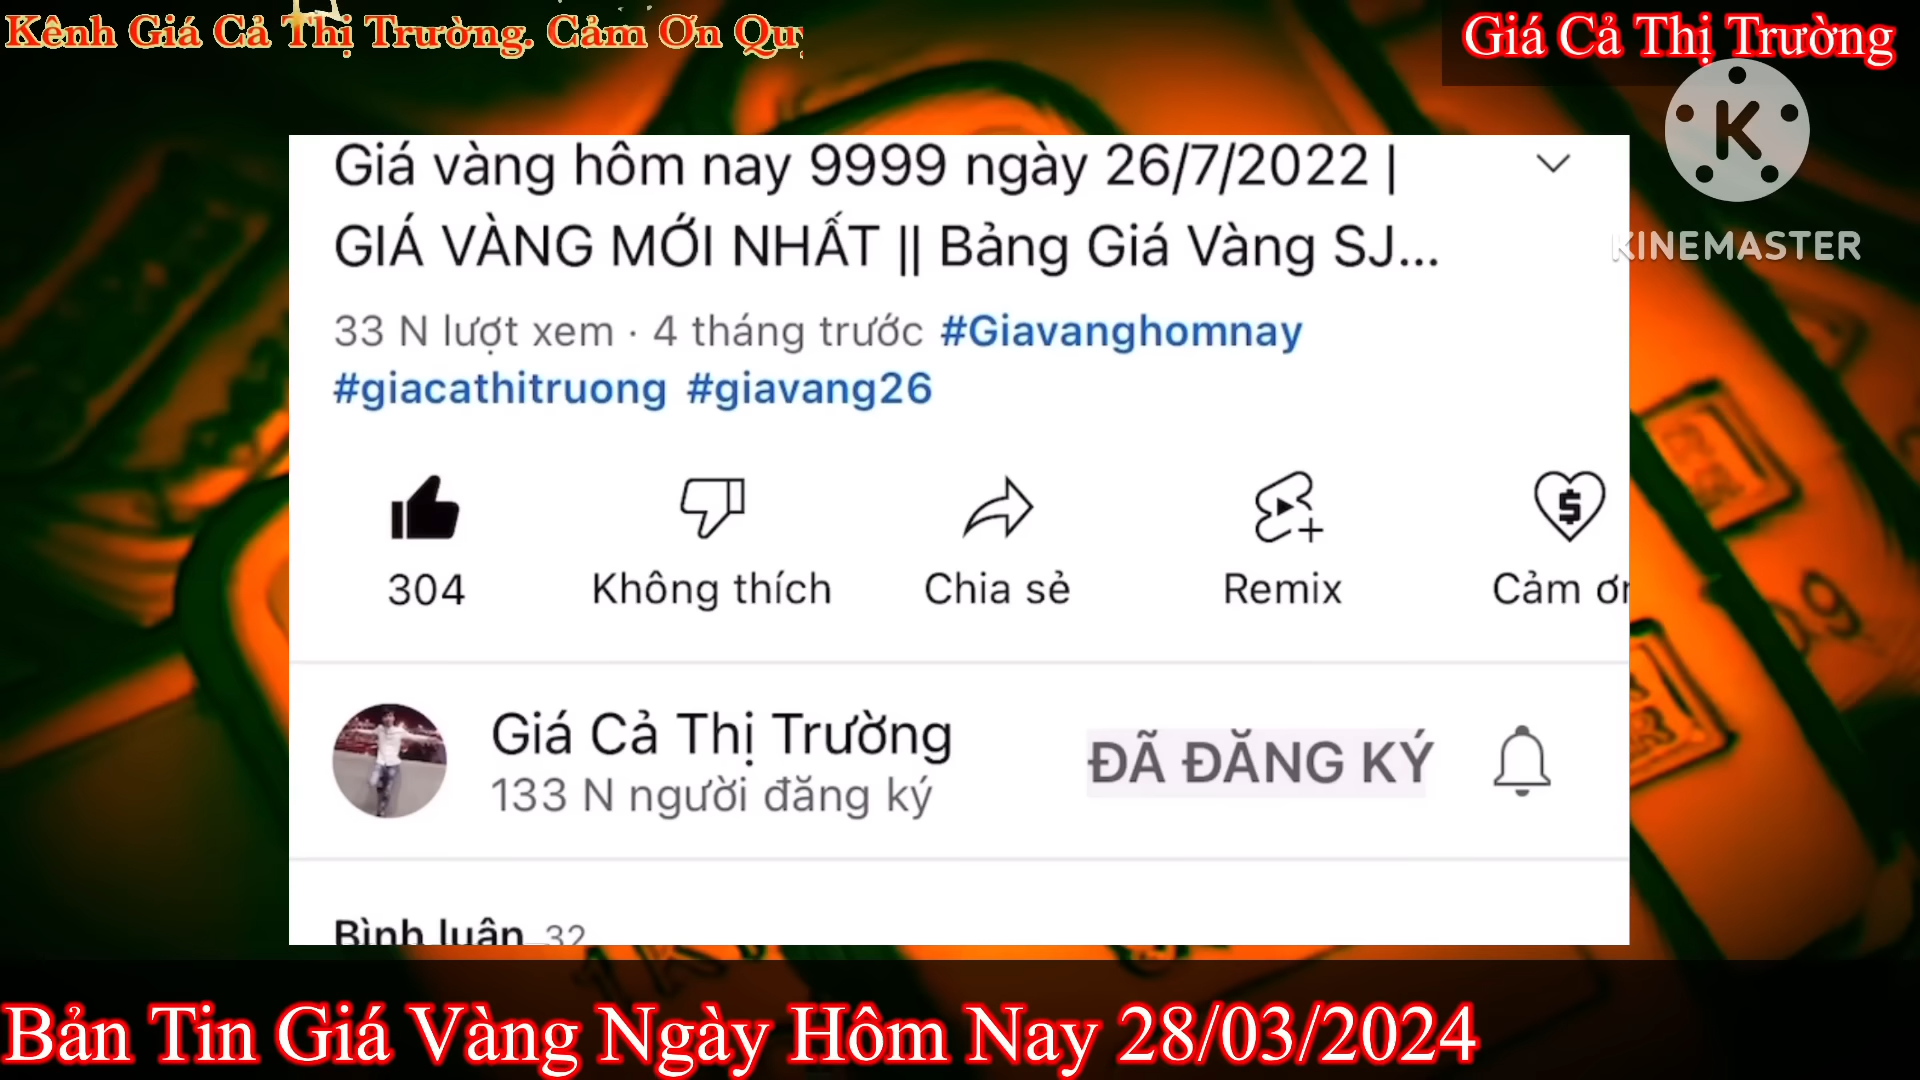 Kênh Giá Cả Thị Trường. Cảm Ơn
Giá Cả Thị Trường
K
KINEMASTER
Giá vàng hôm nay 9999 ngày 26/7/2022 |
GIÁ VÀNG MỚI NHẤT || Bảng Giá Vàng SJ...
33 N lượt xem · 4 tháng trước #Giavanghomnay
#giacathitruong #giavang26
304 Không thích Chia sẻ Remix Cảm ơn
Giá Cả Thị Trường
133 N người đăng ký
ĐÃ ĐĂNG KÝ
Bình luận 32
Bản Tin Giá Vàng Ngày Hôm Nay 28/03/2024